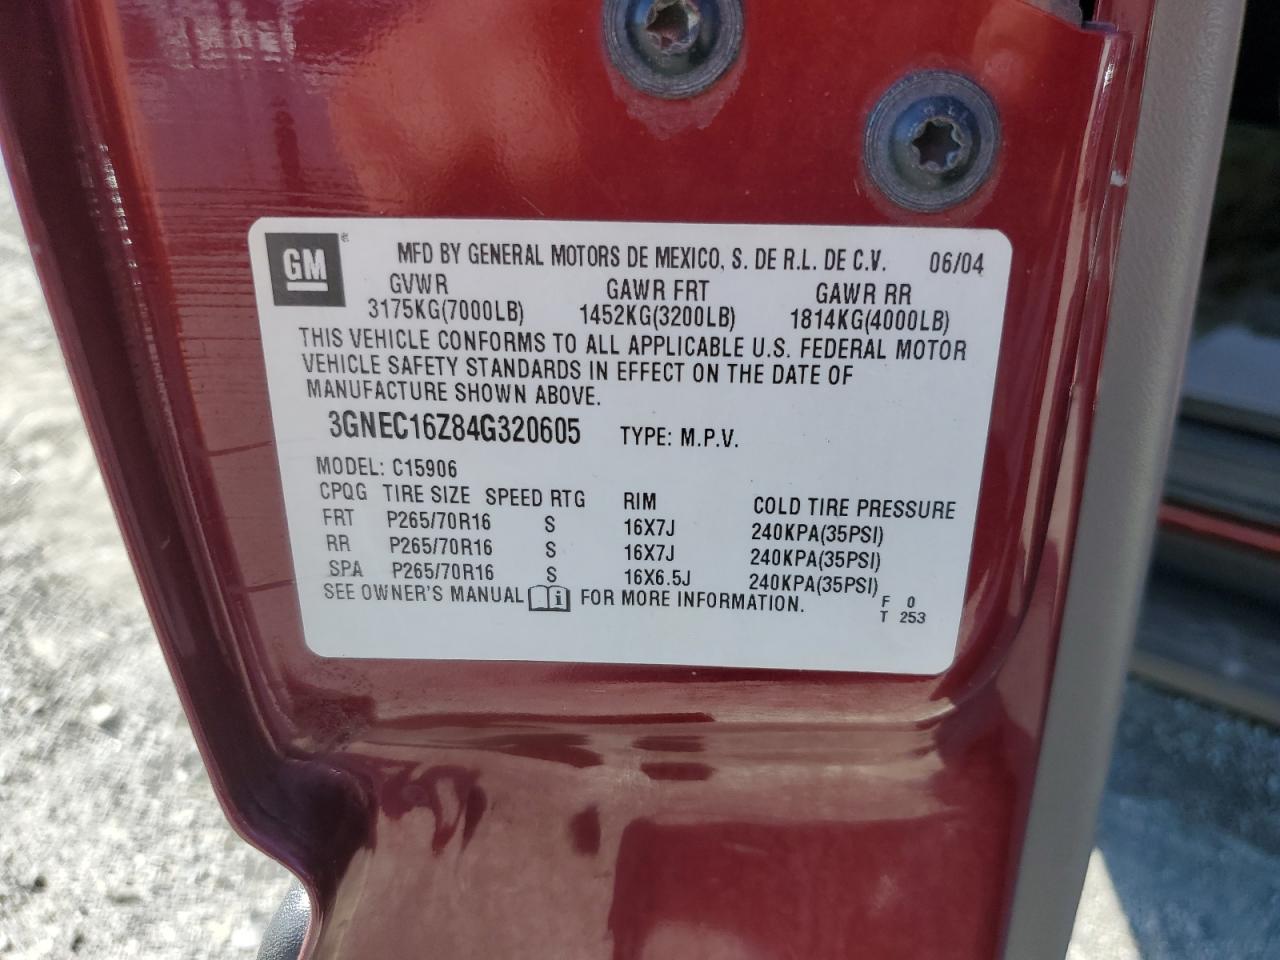 GM ®
MFD BY GENERAL MOTORS DE MEXICO, S. DE R.L. DE C.V. 06/04
GVWR GAWR FRT GAWR RR
3175KG(7000LB) 1452KG(3200LB) 1814KG(4000LB)
THIS VEHICLE CONFORMS TO ALL APPLICABLE U.S. FEDERAL MOTOR
VEHICLE SAFETY STANDARDS IN EFFECT ON THE DATE OF
MANUFACTURE SHOWN ABOVE.
3GNEC16Z84G320605 TYPE: M.P.V.
MODEL: C15906
CPQG TIRE SIZE SPEED RTG RIM COLD TIRE PRESSURE
FRT P265/70R16 S 16X7J 240KPA(35PSI)
RR P265/70R16 S 16X7J 240KPA(35PSI)
SPA P265/70R16 S 16X6.5J 240KPA(35PSI)
SEE OWNER'S MANUAL i FOR MORE INFORMATION.
F 0
T 253